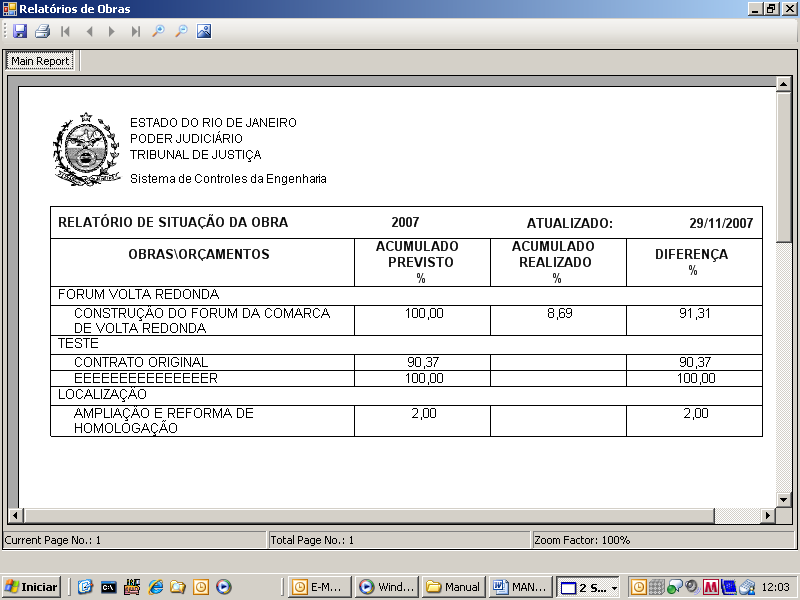 Relatórios de Obras
Main Report
ESTADO DO RIO DE JANEIRO
PODER JUDICIÁRIO
TRIBUNAL DE JUSTIÇA
Sistema de Controles da Engenharia
RELATÓRIO DE SITUAÇÃO DA OBRA 2007 ATUALIZADO: 29/11/2007
OBRAS\ORÇAMENTOS
ACUMULADO
PREVISTO
%
ACUMULADO
REALIZADO
%
DIFERENÇA
%
FORUM VOLTA REDONDA
CONSTRUÇÃO DO FORUM DA COMARCA 100,00 8,69 91,31
DE VOLTA REDONDA
TESTE
CONTRATO ORIGINAL 90,37 90,37
EEEEEEEEEEEEEEER 100,00 100,00
LOCALIZAÇÃO
AMPLIAÇÃO E REFORMA DE 2,00 2,00
HOMOLOGAÇÃO
Current Page No.: 1 Total Page No.: 1 Zoom Factor: 100%
Iniciar E-M... Wind... Manual MAN... 2 S... 12:03